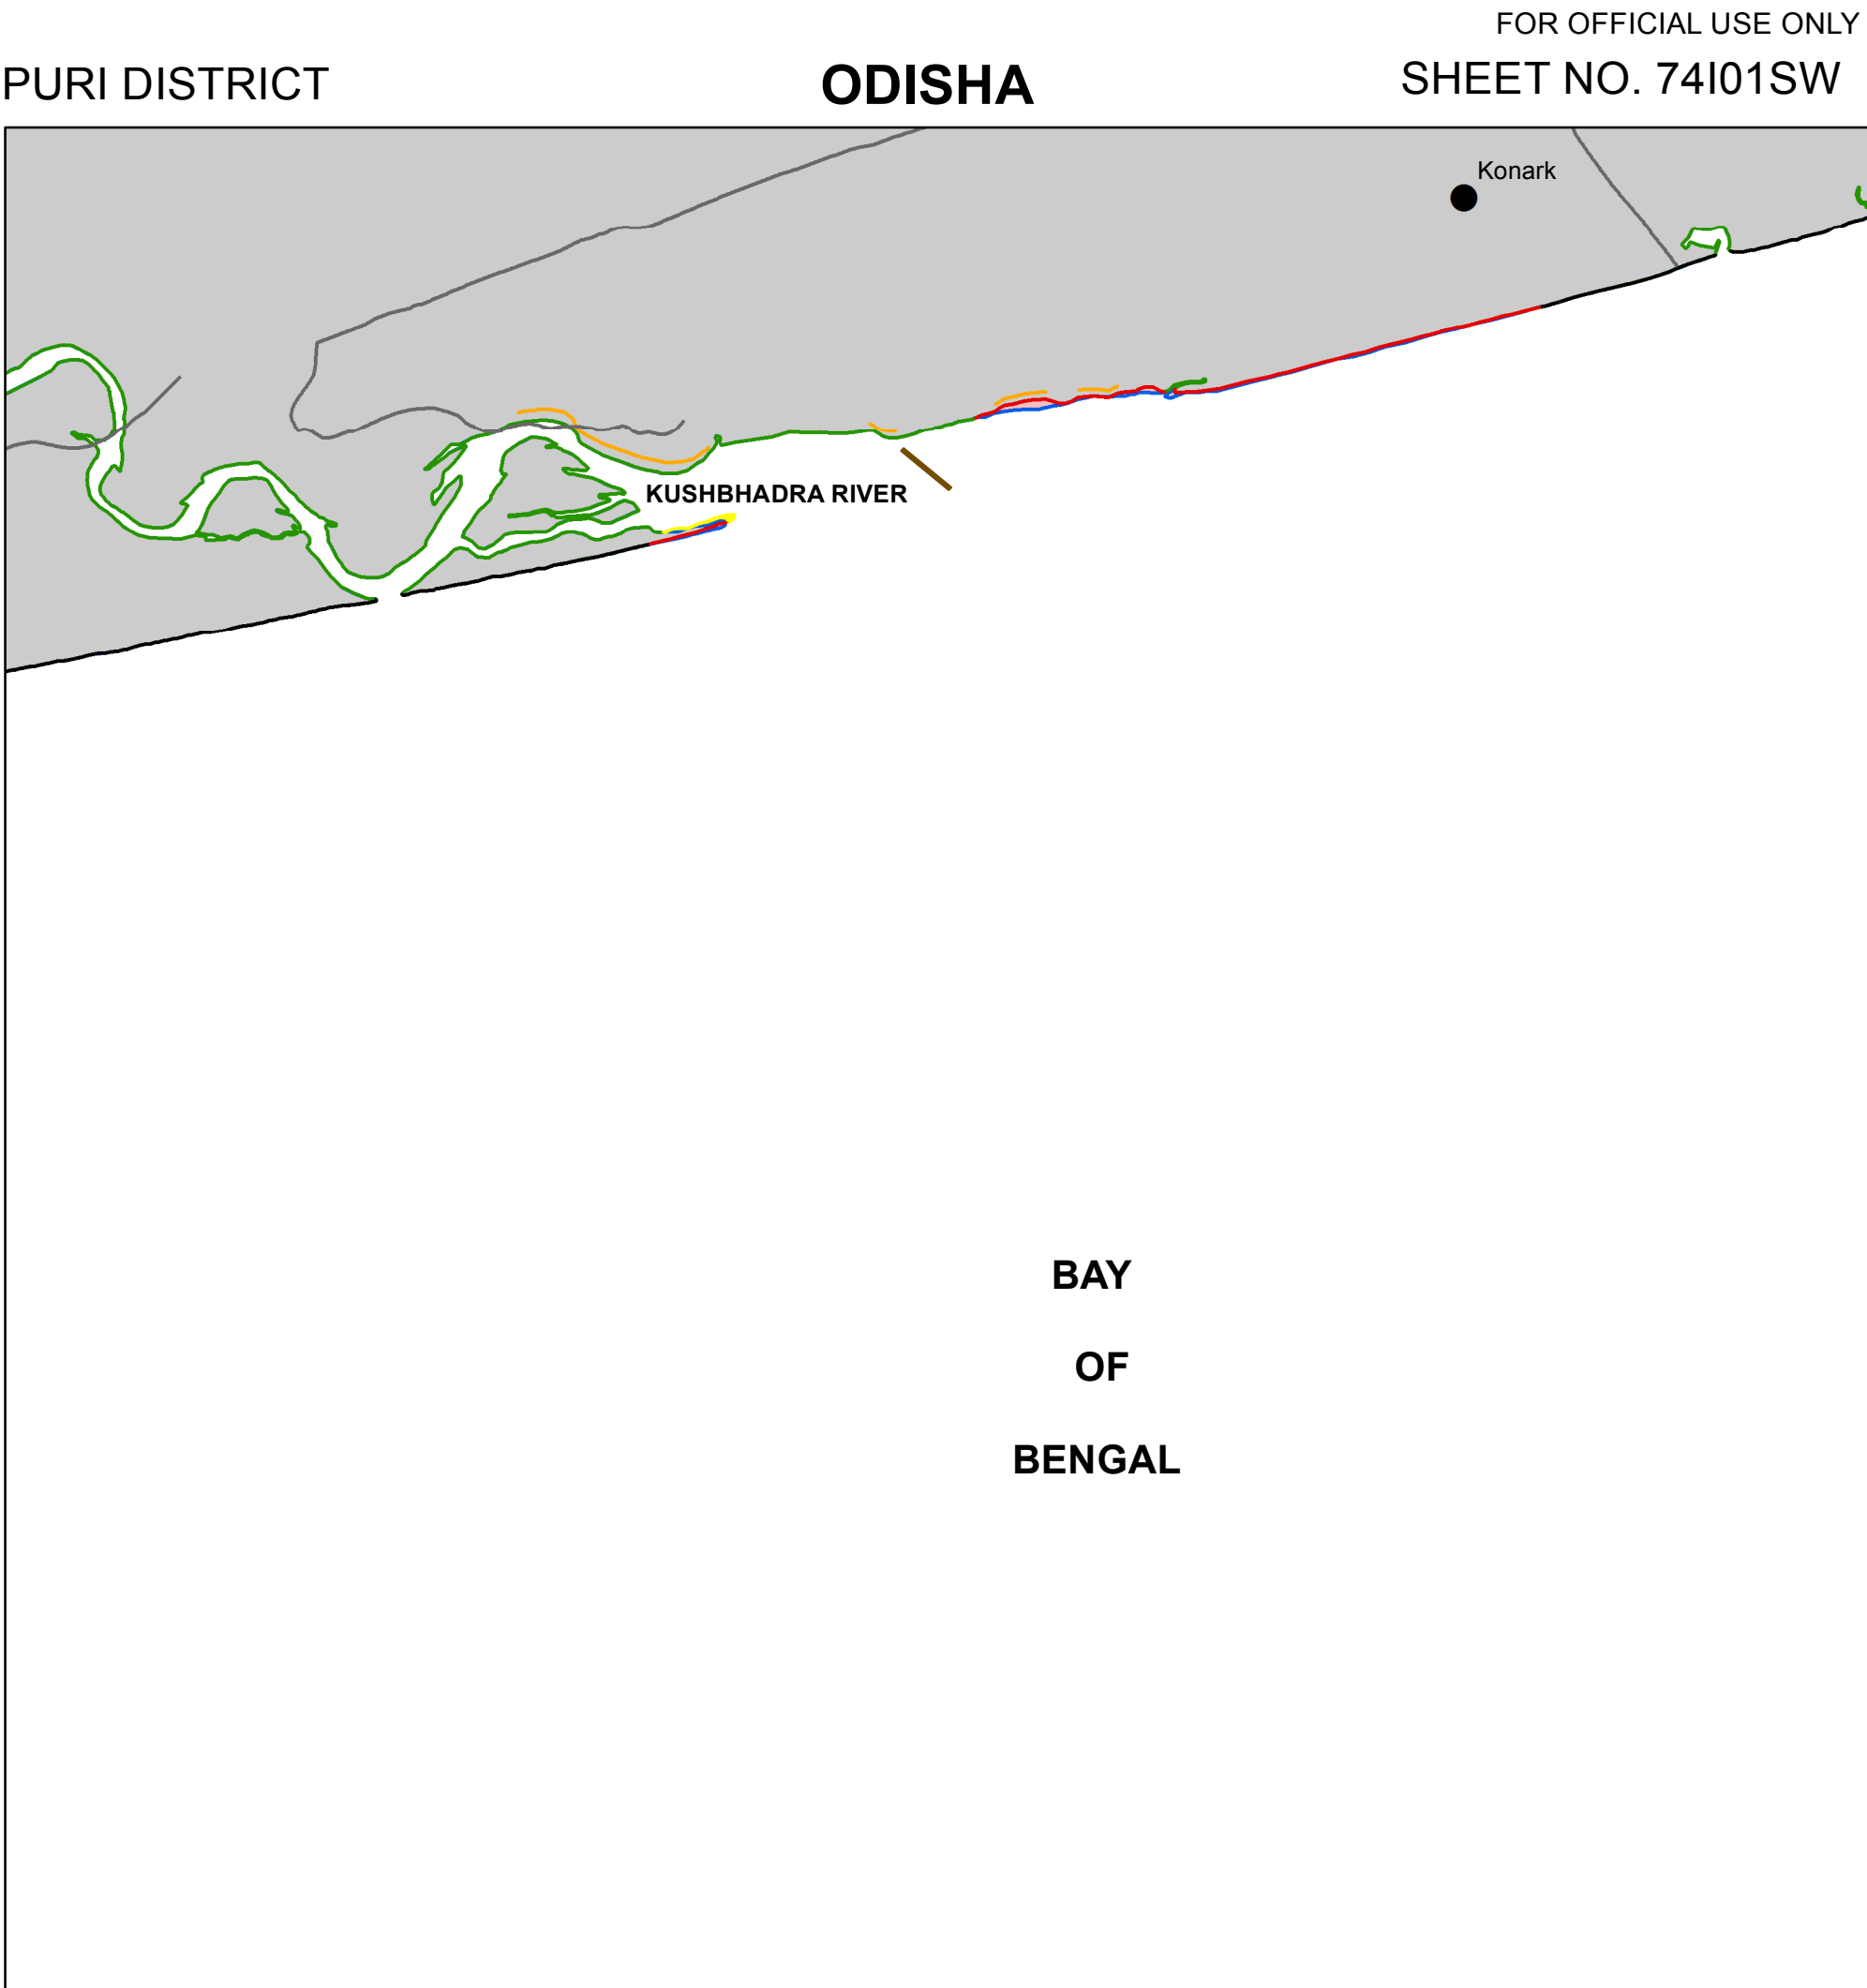 FOR OFFICIAL USE ONLY
PURI DISTRICT
ODISHA
SHEET NO. 74I01SW
Konark
KUSHBHADRA RIVER
BAY
OF
BENGAL